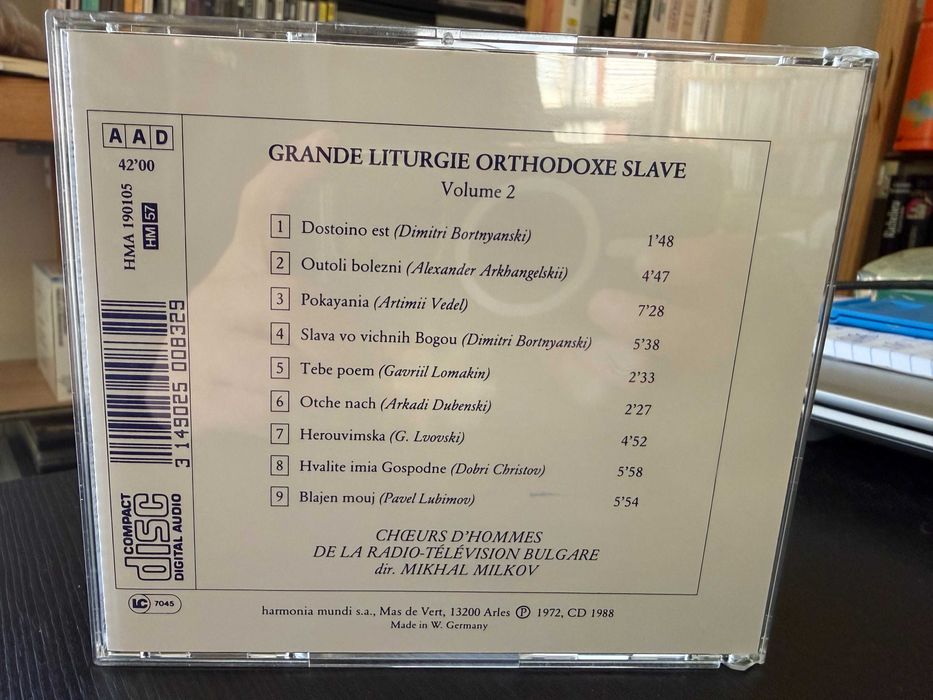 AAD
42'00
HMA 190105
HM 57
3 149025 008329
COMPACT
disc
DIGITAL AUDIO
GRANDE LITURGIE ORTHODOXE SLAVE
Volume 2
1 Dostoino est (Dimitri Bortnyanski) 1'48
2 Outoli bolezni (Alexander Arkhangelskii) 4'47
3 Pokayania (Artimii Vedel) 7'28
4 Slava vo vichnih Bogou (Dimitri Bortnyanski) 5'38
5 Tebe poem (Gavriil Lomakin) 2'33
6 Otche nach (Arkadi Dubenski) 2'27
7 Herouvimska (G. Lvovski) 4'52
8 Hvalite imia Gospodne (Dobri Christov) 5'58
9 Blajen mouj (Pavel Lubimov) 5'54
CHŒURS D'HOMMES
DE LA RADIO-TÉLÉVISION BULGARE
dir. MIKHAL MILKOV
LC 7045
harmonia mundi s.a., Mas de Vert, 13200 Arles Ⓟ 1972, CD 1988
Made in W. Germany